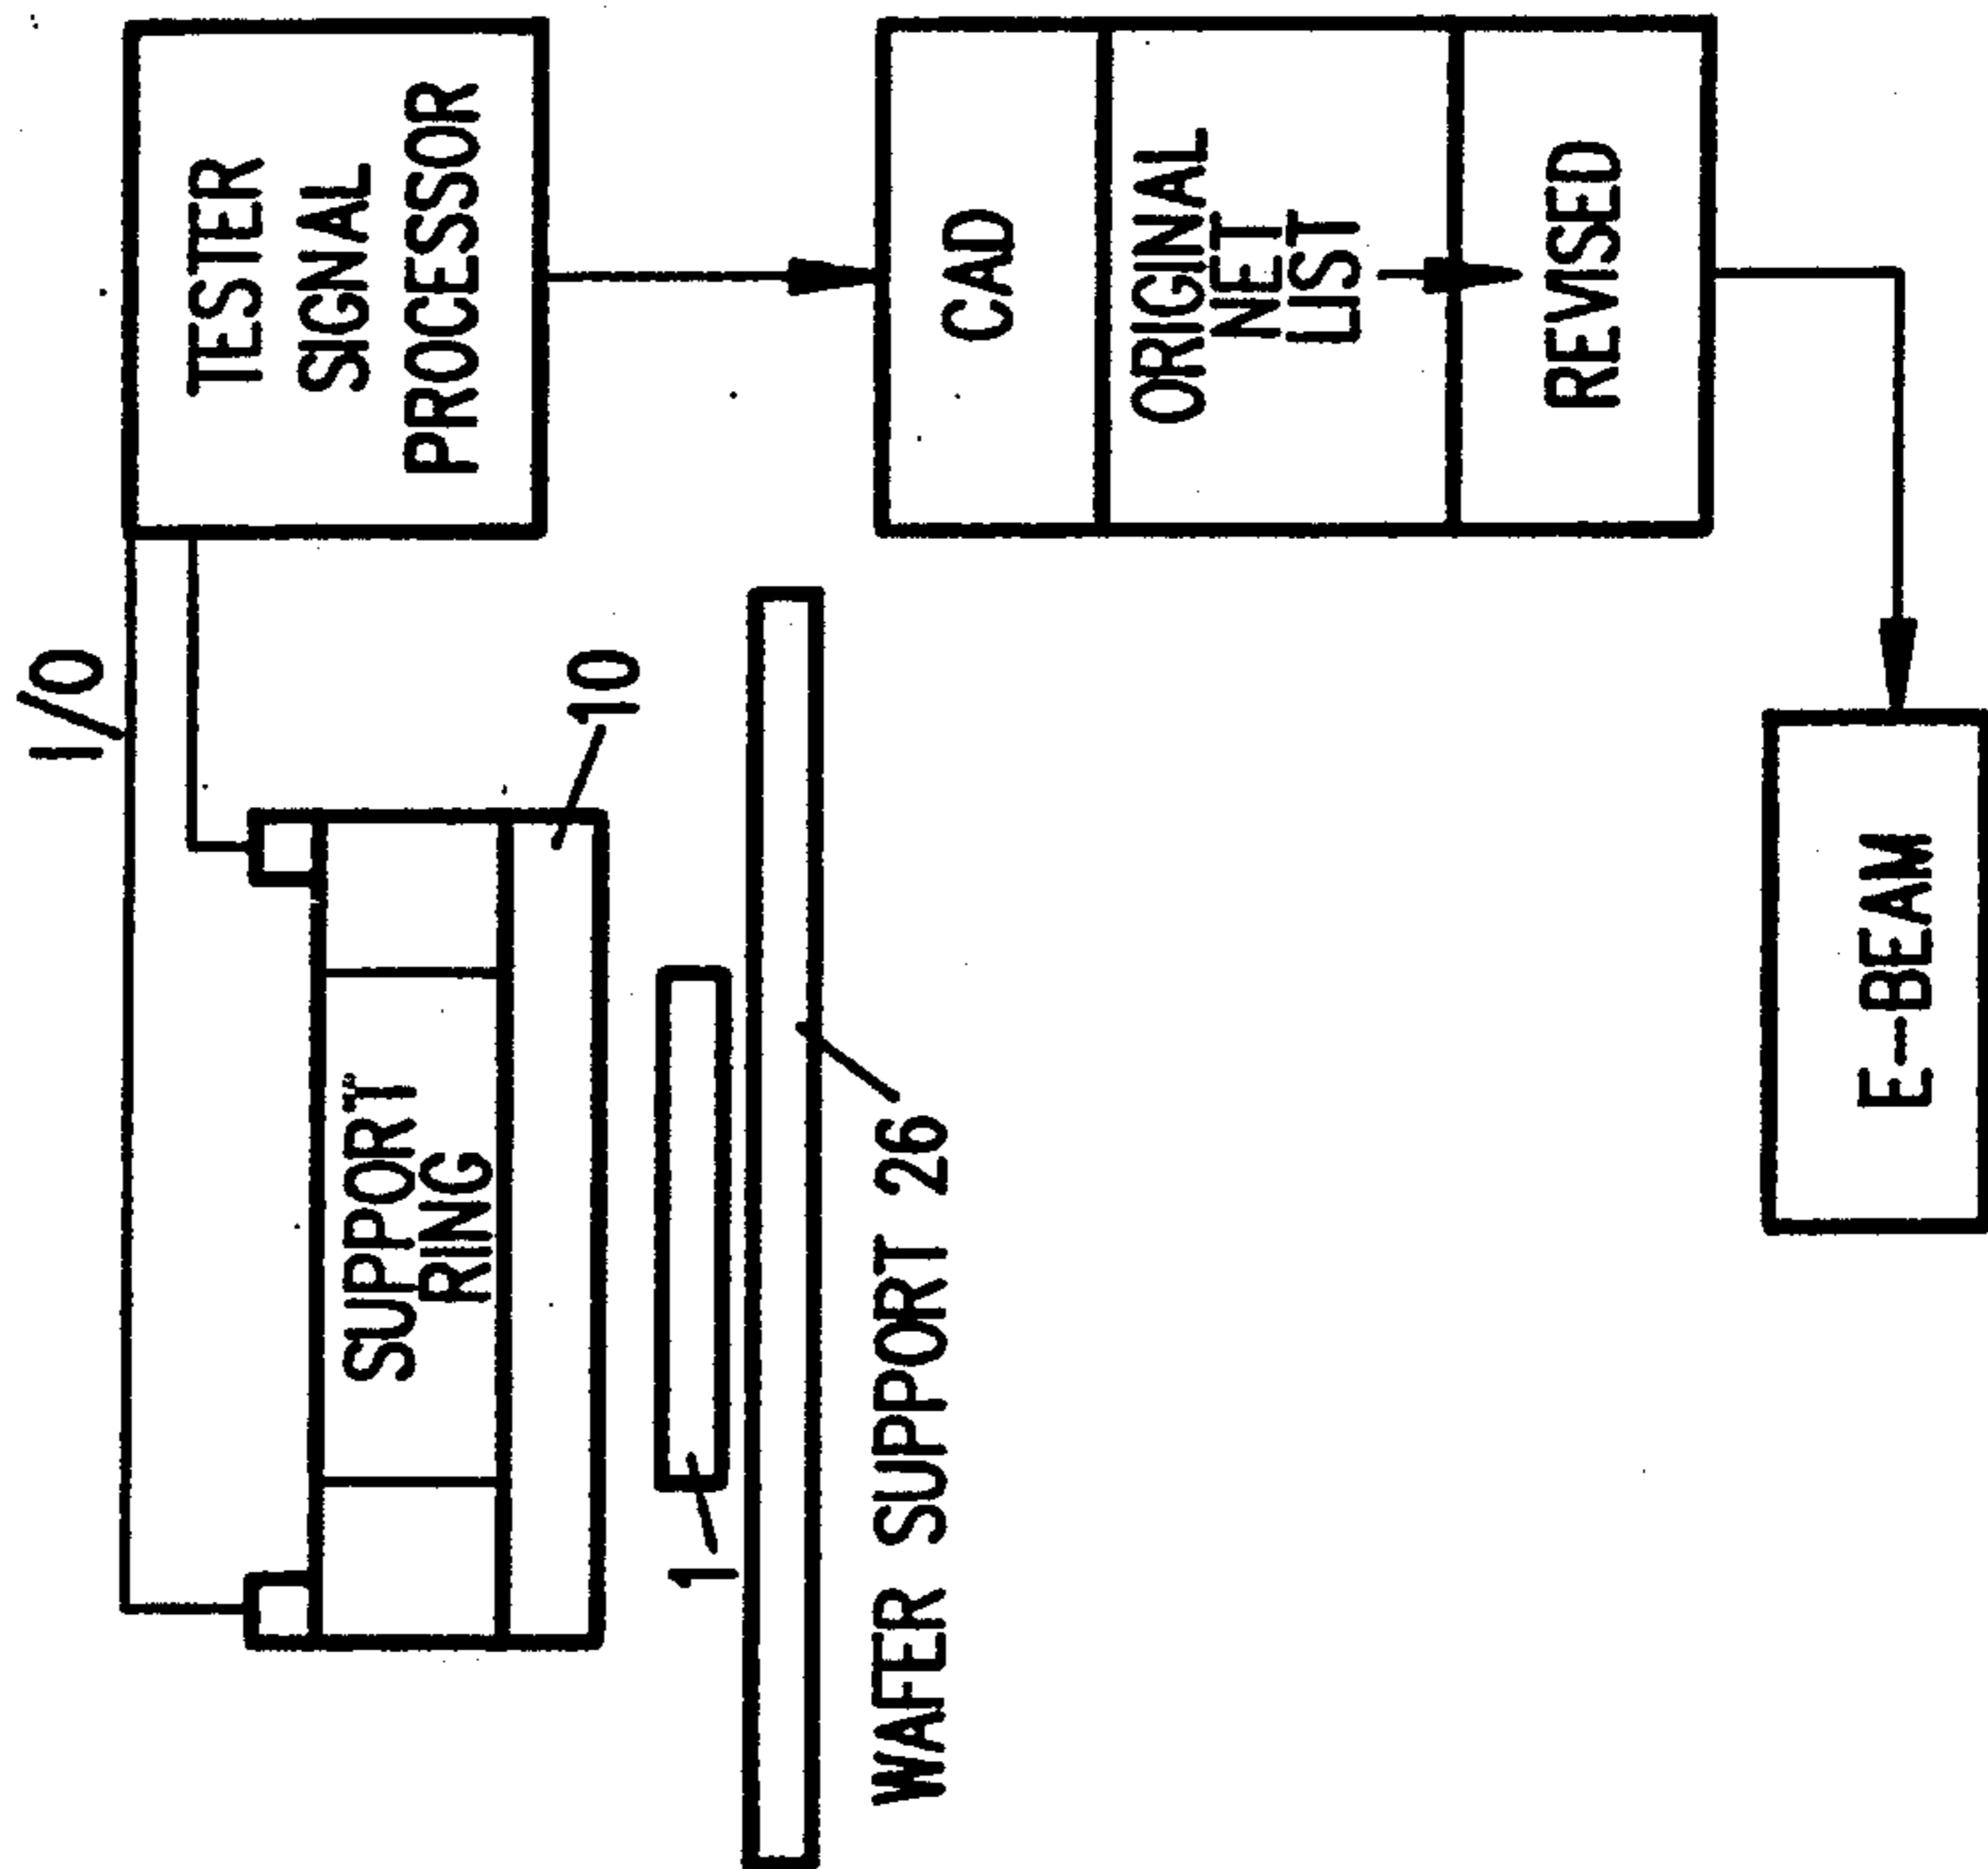 I/O
TESTER
SIGNAL
PROCESSOR
SUPPORT
RING
10
1
WAFER SUPPORT 26
CAD
ORIGINAL
NET
LIST
REVISED
E-BEAM